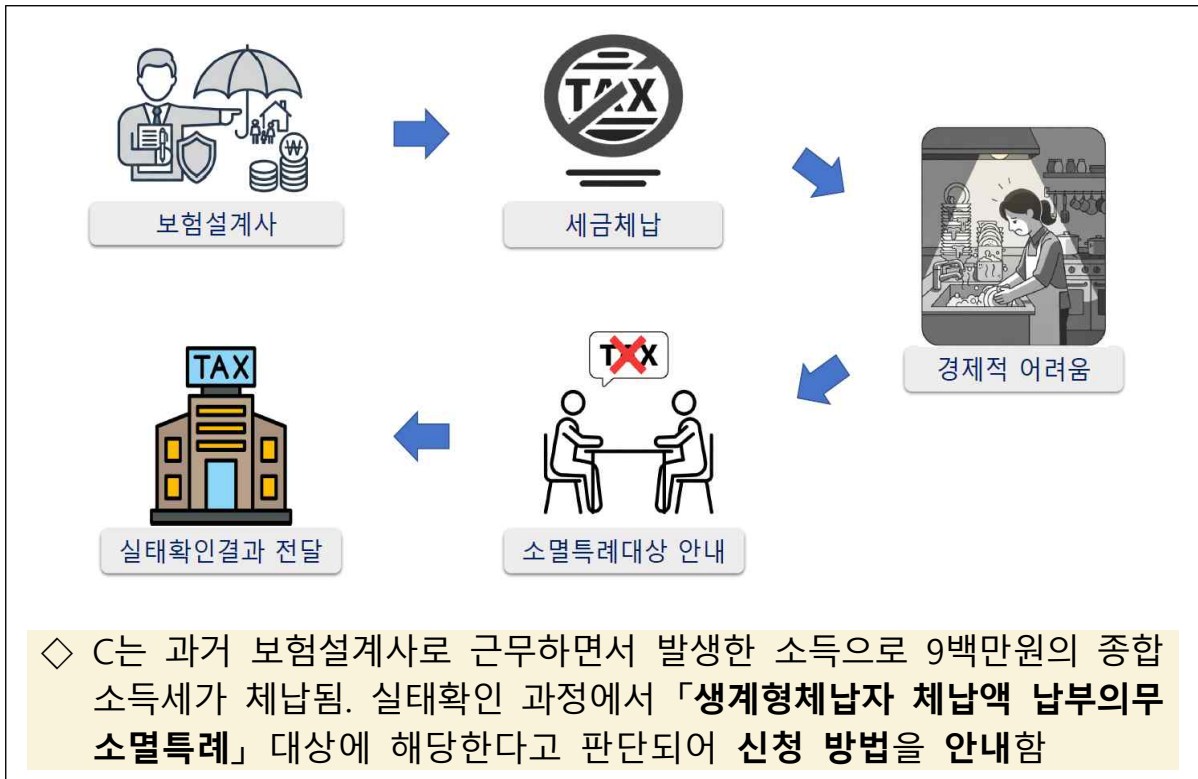 TAX
보험설계사
세금체납
경제적 어려움
TAX
소멸특례대상 안내
TAX
실태확인결과 전달
◇ C는 과거 보험설계사로 근무하면서 발생한 소득으로 9백만원의 종합
소득세가 체납됨. 실태확인 과정에서 「생계형체납자 체납액 납부의무
소멸특례」 대상에 해당한다고 판단되어 신청 방법을 안내함